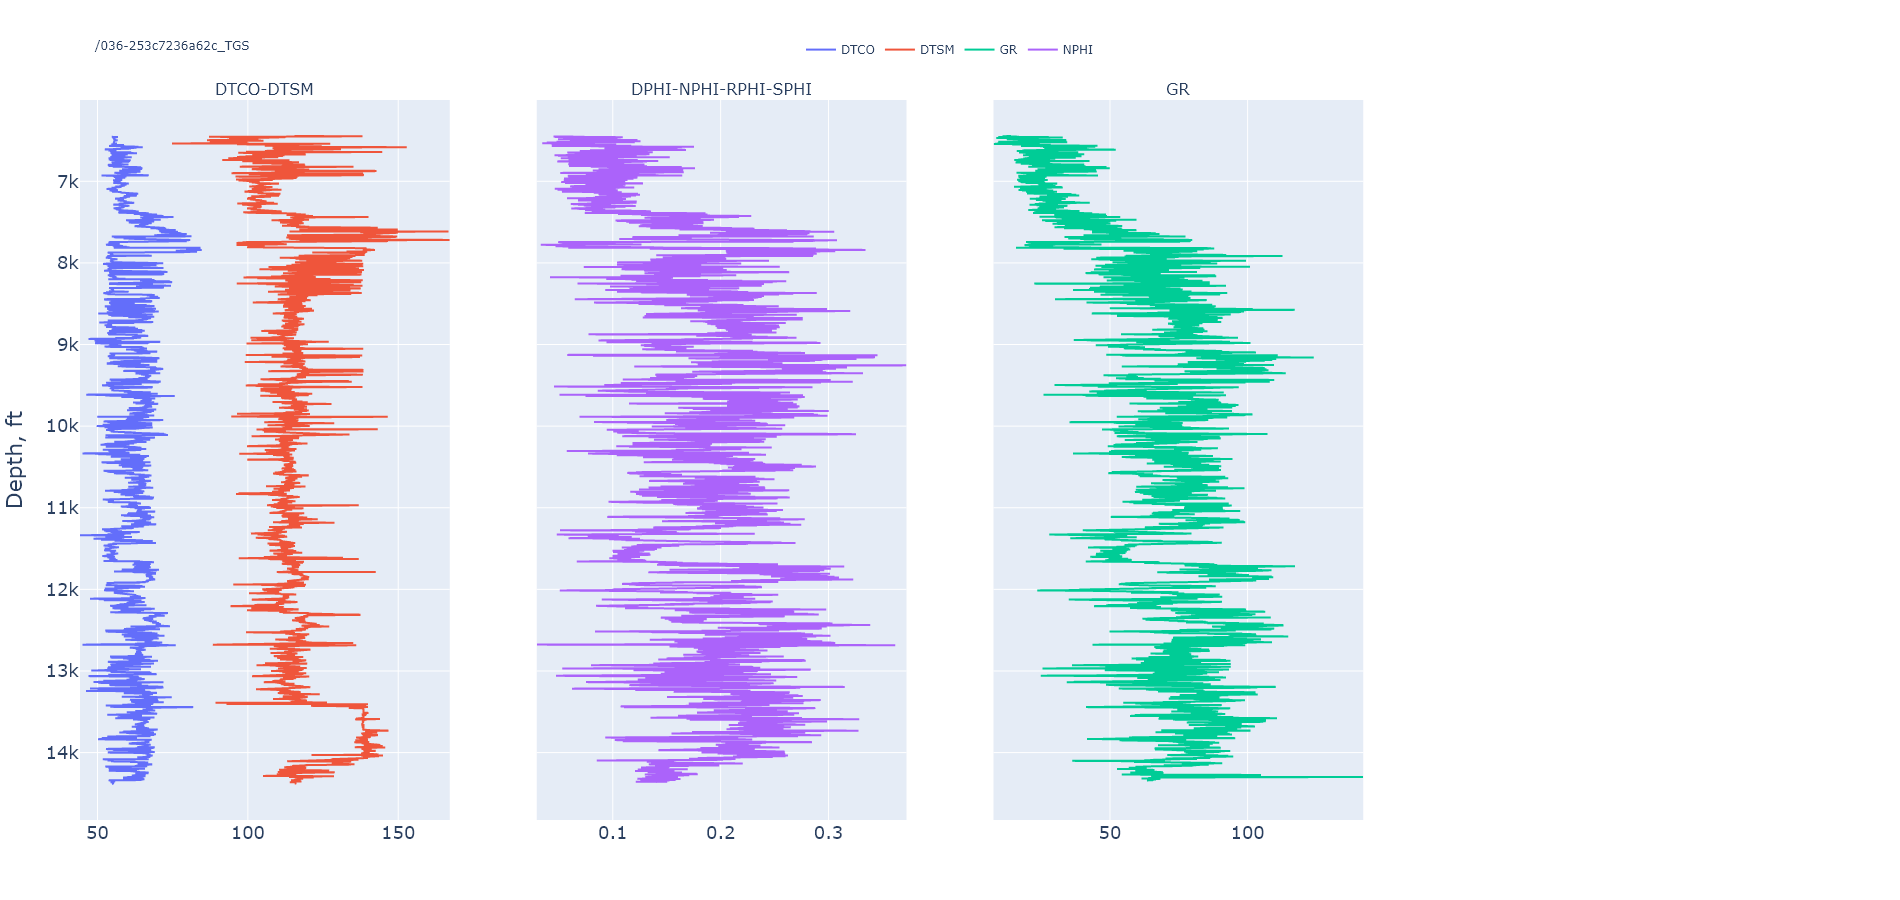 /036-253c7236a62c_TGS
DTCO DTSM GR NPHI
DTCO-DTSM DPHI-NPHI-RPHI-SPHI GR
Depth, ft
7k
8k
9k
10k
11k
12k
13k
14k
50 100 150 0.1 0.2 0.3 50 100